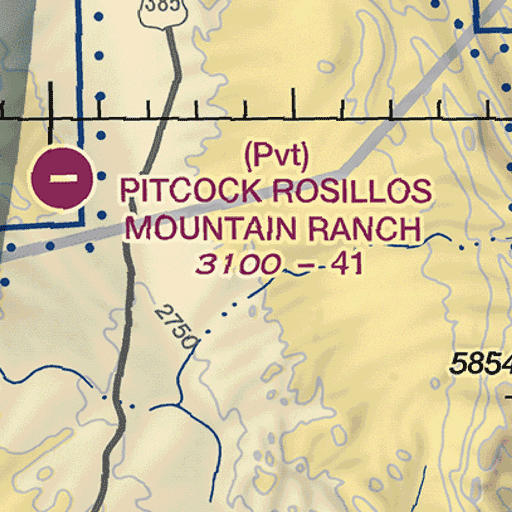 385
(Pvt)
PITCOCK ROSILLOS
MOUNTAIN RANCH
3100 - 41
2750
5854